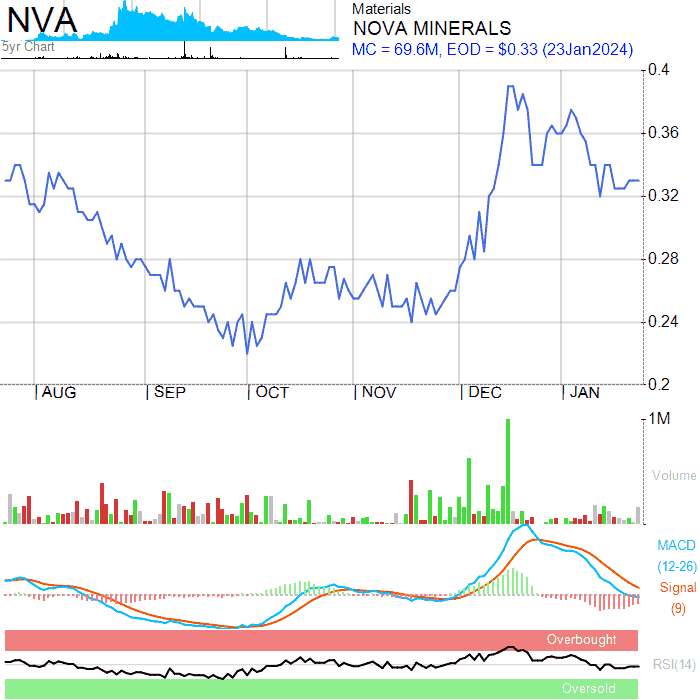 NVA
5yr Chart
Materials
NOVA MINERALS
MC = 69.6M, EOD = $0.33 (23Jan2024)
0.4
0.36
0.32
0.28
0.24
0.2
AUG SEP OCT NOV DEC JAN
1M
Volume
MACD
(12-26)
Signal
(9)
Overbought
RSI(14)
Oversold